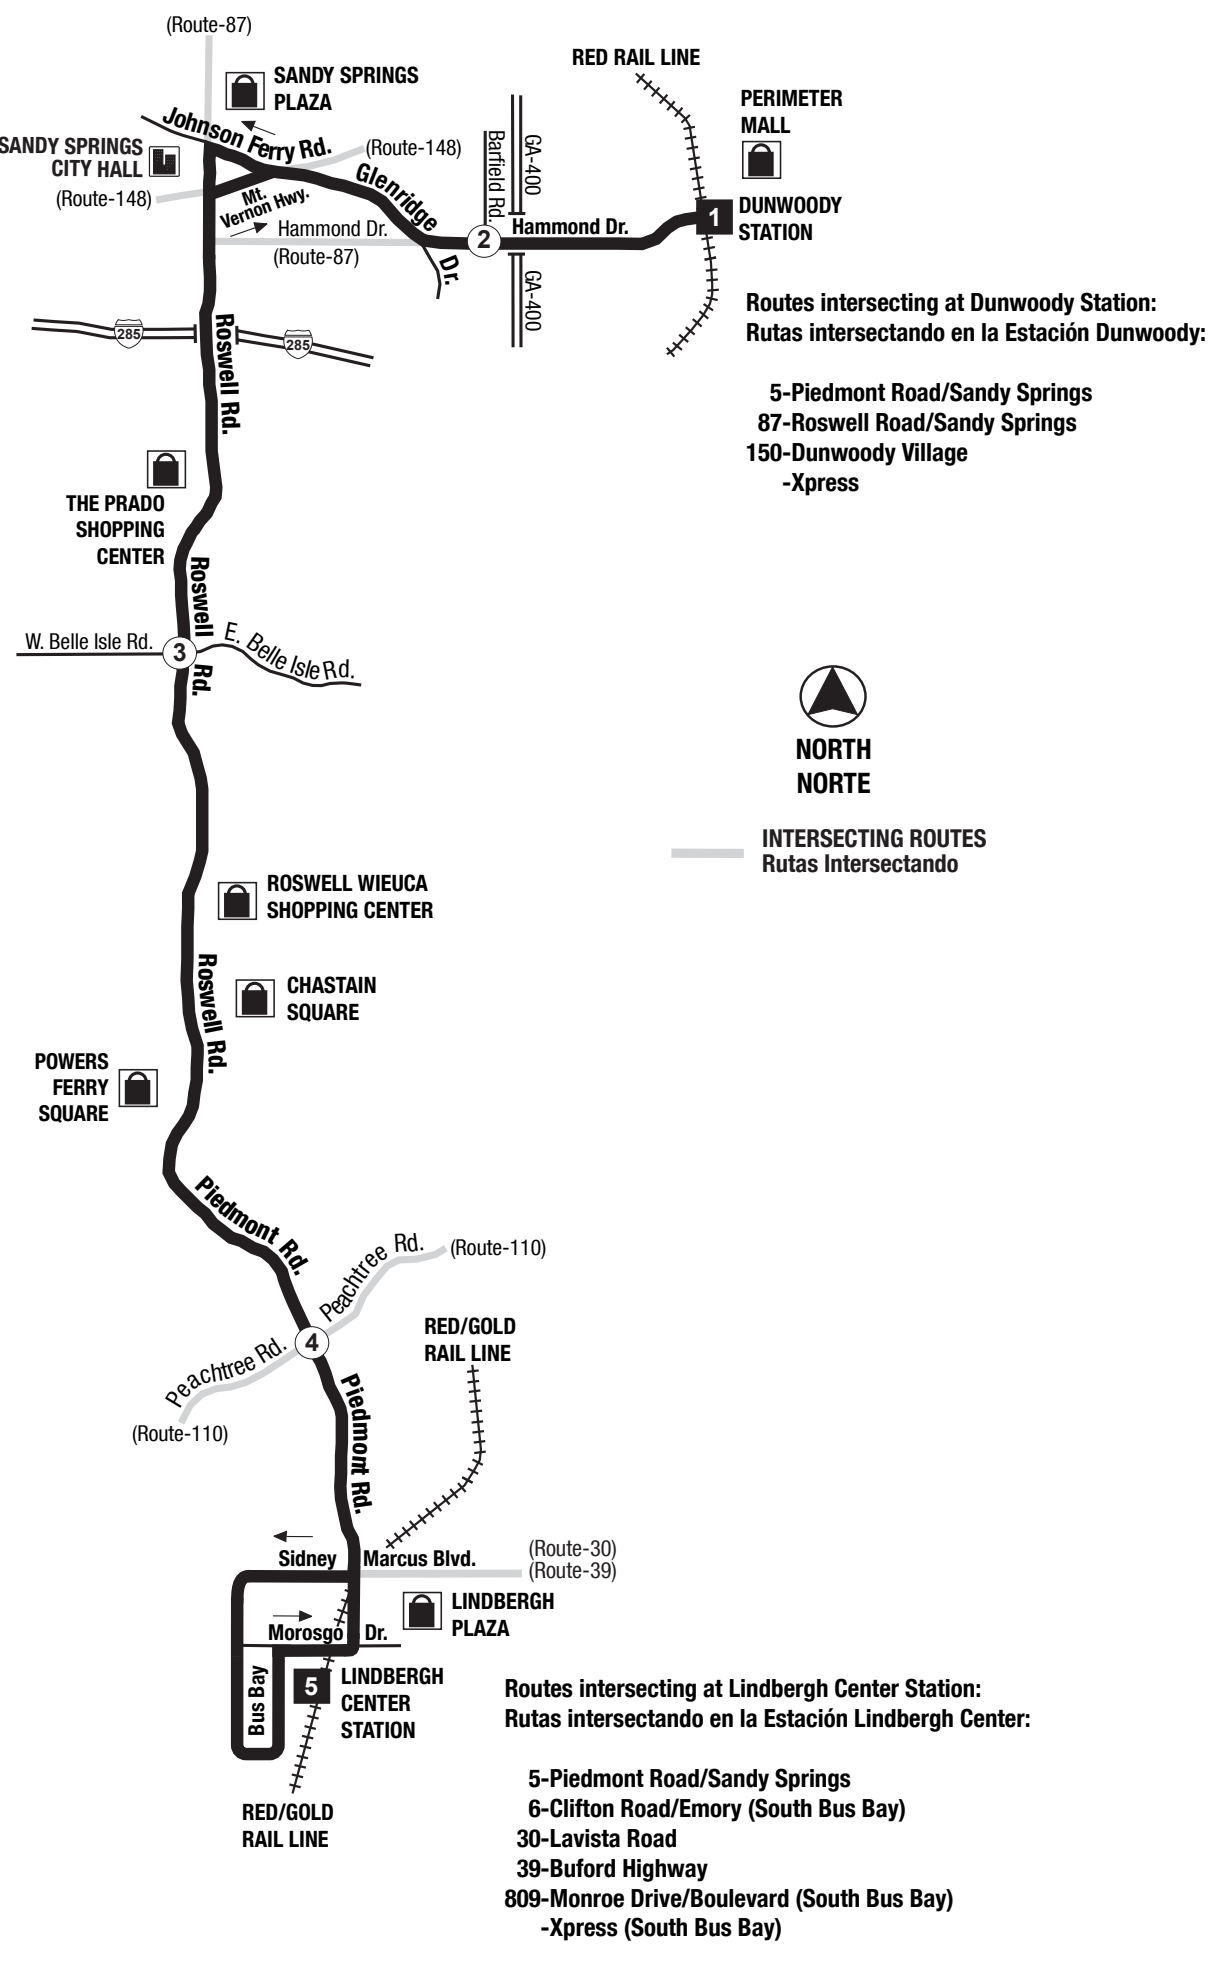 (Route-87)
SANDY SPRINGS
PLAZA
RED RAIL LINE
PERIMETER
MALL
Johnson Ferry Rd.
SANDY SPRINGS
CITY HALL
(Route-148)
(Route-148)
Mt.
Vernon Hwy.
Glenridge
Dr.
Barfield Rd.
GA-400
Hammond Dr.
(Route-87)
2
Hammond Dr.
1
DUNWOODY
STATION
GA-400
Routes intersecting at Dunwoody Station:
Rutas intersectando en la Estación Dunwoody:
5-Piedmont Road/Sandy Springs
87-Roswell Road/Sandy Springs
150-Dunwoody Village
-Xpress
285
285
Roswell Rd.
THE PRADO
SHOPPING
CENTER
Roswell Rd.
W. Belle Isle Rd.
3
E. Belle Isle Rd.
NORTH
NORTE
INTERSECTING ROUTES
Rutas Intersectando
ROSWELL WIEUCA
SHOPPING CENTER
Roswell Rd.
CHASTAIN
SQUARE
POWERS
FERRY
SQUARE
Piedmont Rd.
Peachtree Rd.
(Route-110)
4
Peachtree Rd.
(Route-110)
RED/GOLD
RAIL LINE
Piedmont Rd.
Sidney Marcus Blvd.
(Route-30)
(Route-39)
LINDBERGH
PLAZA
Morosgo Dr.
Bus Bay
5
LINDBERGH
CENTER
STATION
RED/GOLD
RAIL LINE
Routes intersecting at Lindbergh Center Station:
Rutas intersectando en la Estación Lindbergh Center:
5-Piedmont Road/Sandy Springs
6-Clifton Road/Emory (South Bus Bay)
30-Lavista Road
39-Buford Highway
809-Monroe Drive/Boulevard (South Bus Bay)
-Xpress (South Bus Bay)